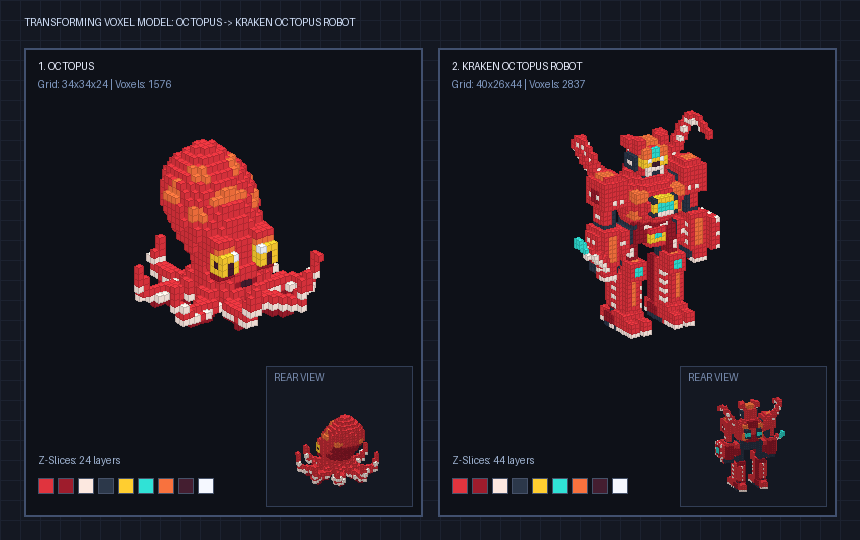 TRANSFORMING VOXEL MODEL: OCTOPUS -> KRAKEN OCTOPUS ROBOT
1. OCTOPUS
Grid: 34x34x24 | Voxels: 1576
REAR VIEW
Z-Slices: 24 layers
2. KRAKEN OCTOPUS ROBOT
Grid: 40x26x44 | Voxels: 2837
REAR VIEW
Z-Slices: 44 layers